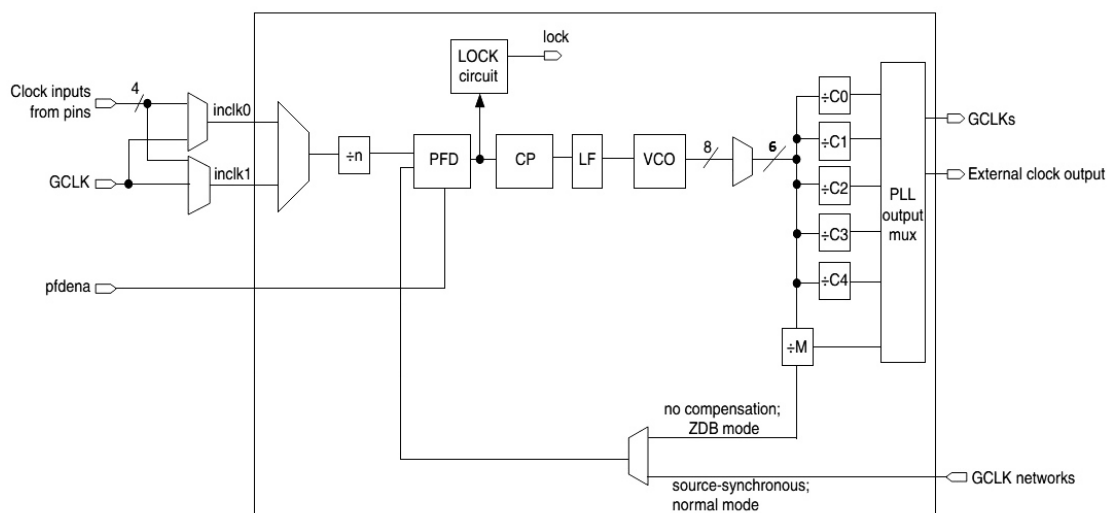 lock
LOCK
circuit
4
Clock inputs
from pins
inclk0
GCLK
inclk1
÷n
PFD
CP
LF
VCO
8
6
÷C0
÷C1
÷C2
÷C3
÷C4
÷M
PLL
output
mux
GCLKs
External clock output
pfdena
no compensation;
ZDB mode
source-synchronous;
normal mode
GCLK networks